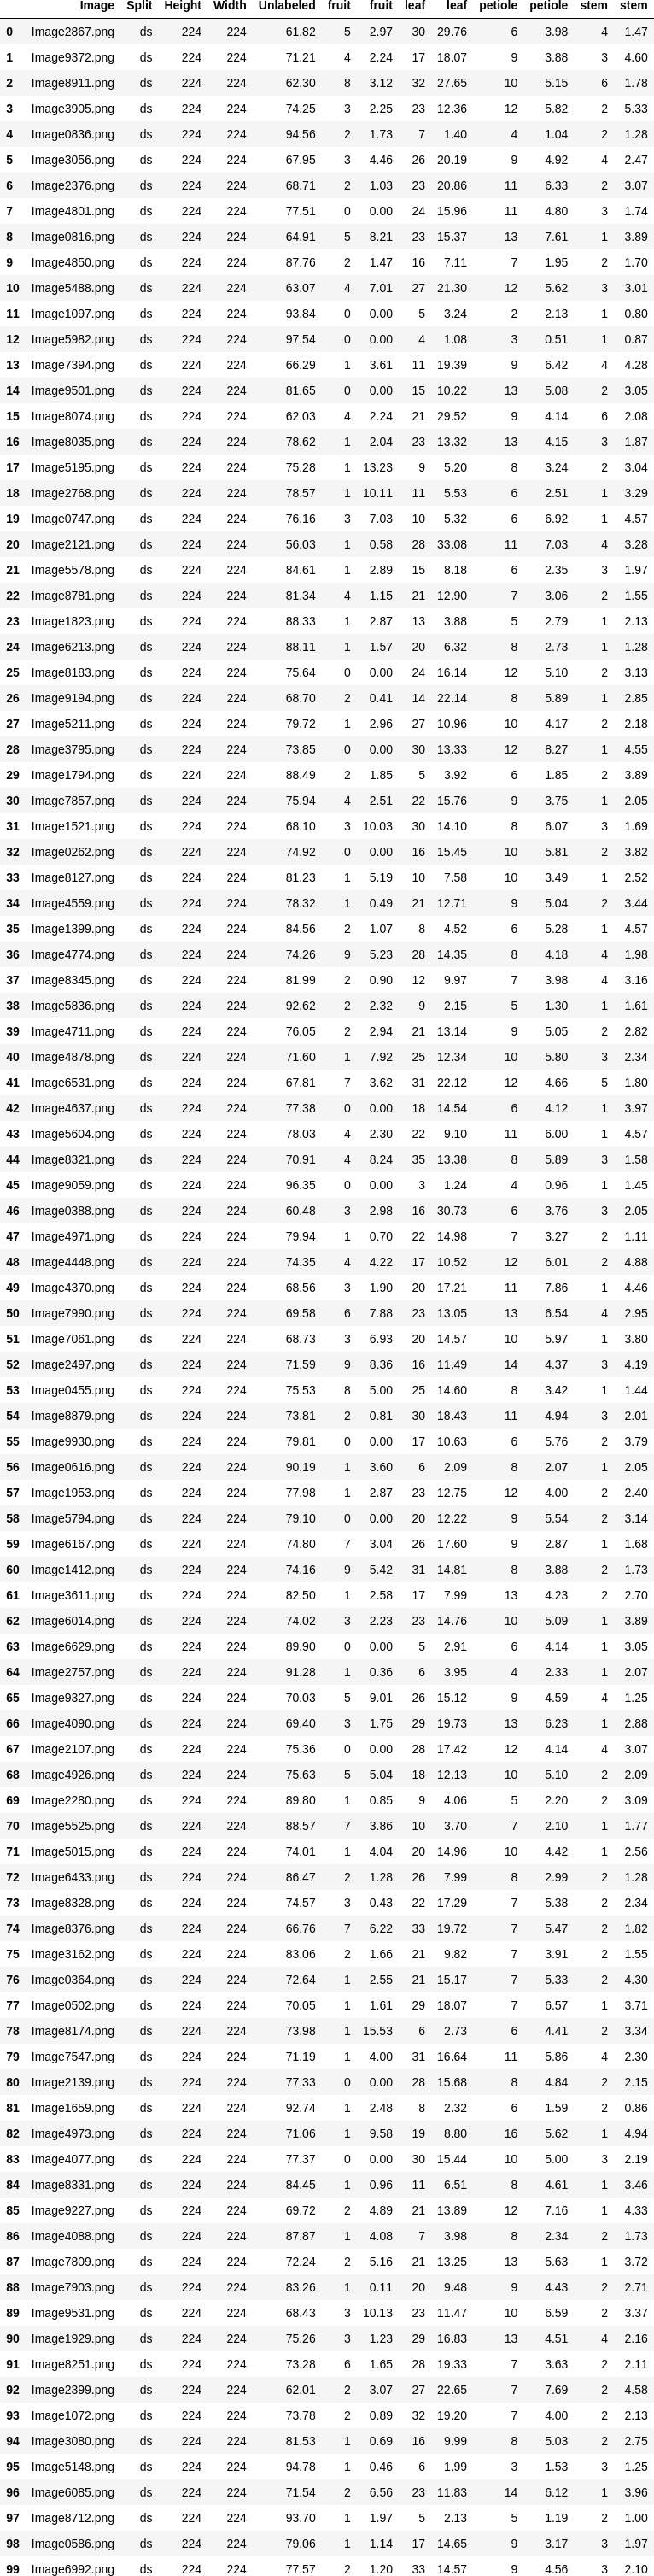 Image Split Height Width Unlabeled fruit fruit leaf leaf petiole petiole stem stem
0 Image2867.png ds 224 224 61.82 5 2.97 30 29.76 6 3.98 4 1.47
1 Image9372.png ds 224 224 71.21 4 2.24 17 18.07 9 3.88 3 4.60
2 Image8911.png ds 224 224 62.30 8 3.12 32 27.65 10 5.15 6 1.78
3 Image3905.png ds 224 224 74.25 3 2.25 23 12.36 12 5.82 2 5.33
4 Image0836.png ds 224 224 94.56 2 1.73 7 1.40 4 1.04 2 1.28
5 Image3056.png ds 224 224 67.95 3 4.46 26 20.19 9 4.92 4 2.47
6 Image2376.png ds 224 224 68.71 2 1.03 23 20.86 11 6.33 2 3.07
7 Image4801.png ds 224 224 77.51 0 0.00 24 15.96 11 4.80 3 1.74
8 Image0816.png ds 224 224 64.91 5 8.21 23 15.37 13 7.61 1 3.89
9 Image4850.png ds 224 224 87.76 2 1.47 16 7.11 7 1.95 2 1.70
10 Image5488.png ds 224 224 63.07 4 7.01 27 21.30 12 5.62 3 3.01
11 Image1097.png ds 224 224 93.84 0 0.00 5 3.24 2 2.13 1 0.80
12 Image5982.png ds 224 224 97.54 0 0.00 4 1.08 3 0.51 1 0.87
13 Image7394.png ds 224 224 66.29 1 3.61 11 19.39 9 6.42 4 4.28
14 Image9501.png ds 224 224 81.65 0 0.00 15 10.22 13 5.08 2 3.05
15 Image8074.png ds 224 224 62.03 4 2.24 21 29.52 9 4.14 6 2.08
16 Image8035.png ds 224 224 78.62 1 2.04 23 13.32 13 4.15 3 1.87
17 Image5195.png ds 224 224 75.28 1 13.23 9 5.20 8 3.24 2 3.04
18 Image2768.png ds 224 224 78.57 1 10.11 11 5.53 6 2.51 1 3.29
19 Image0747.png ds 224 224 76.16 3 7.03 10 5.32 6 6.92 1 4.57
20 Image2121.png ds 224 224 56.03 1 0.58 28 33.08 11 7.03 4 3.28
21 Image5578.png ds 224 224 84.61 1 2.89 15 8.18 6 2.35 3 1.97
22 Image8781.png ds 224 224 81.34 4 1.15 21 12.90 7 3.06 2 1.55
23 Image1823.png ds 224 224 88.33 1 2.87 13 3.88 5 2.79 1 2.13
24 Image6213.png ds 224 224 88.11 1 1.57 20 6.32 8 2.73 1 1.28
25 Image8183.png ds 224 224 75.64 0 0.00 24 16.14 12 5.10 2 3.13
26 Image9194.png ds 224 224 68.70 2 0.41 14 22.14 8 5.89 1 2.85
27 Image5211.png ds 224 224 79.72 1 2.96 27 10.96 10 4.17 2 2.18
28 Image3795.png ds 224 224 73.85 0 0.00 30 13.33 12 8.27 1 4.55
29 Image1794.png ds 224 224 88.49 2 1.85 5 3.92 6 1.85 2 3.89
30 Image7857.png ds 224 224 75.94 4 2.51 22 15.76 9 3.75 1 2.05
31 Image1521.png ds 224 224 68.10 3 10.03 30 14.10 8 6.07 3 1.69
32 Image0262.png ds 224 224 74.92 0 0.00 16 15.45 10 5.81 2 3.82
33 Image8127.png ds 224 224 81.23 1 5.19 10 7.58 10 3.49 1 2.52
34 Image4559.png ds 224 224 78.32 1 0.49 21 12.71 9 5.04 2 3.44
35 Image1399.png ds 224 224 84.56 2 1.07 8 4.52 6 5.28 1 4.57
36 Image4774.png ds 224 224 74.26 9 5.23 28 14.35 8 4.18 4 1.98
37 Image8345.png ds 224 224 81.99 2 0.90 12 9.97 7 3.98 4 3.16
38 Image5836.png ds 224 224 92.62 2 2.32 9 2.15 5 1.30 1 1.61
39 Image4711.png ds 224 224 76.05 2 2.94 21 13.14 9 5.05 2 2.82
40 Image4878.png ds 224 224 71.60 1 7.92 25 12.34 10 5.80 3 2.34
41 Image6531.png ds 224 224 67.81 7 3.62 31 22.12 12 4.66 5 1.80
42 Image4637.png ds 224 224 77.38 0 0.00 18 14.54 6 4.12 1 3.97
43 Image5604.png ds 224 224 78.03 4 2.30 22 9.10 11 6.00 1 4.57
44 Image8321.png ds 224 224 70.91 4 8.24 35 13.38 8 5.89 3 1.58
45 Image9059.png ds 224 224 96.35 0 0.00 3 1.24 4 0.96 1 1.45
46 Image0388.png ds 224 224 60.48 3 2.98 16 30.73 6 3.76 3 2.05
47 Image4971.png ds 224 224 79.94 1 0.70 22 14.98 7 3.27 2 1.11
48 Image4448.png ds 224 224 74.35 4 4.22 17 10.52 12 6.01 2 4.88
49 Image4370.png ds 224 224 68.56 3 1.90 20 17.21 11 7.86 1 4.46
50 Image7990.png ds 224 224 69.58 6 7.88 23 13.05 13 6.54 4 2.95
51 Image7061.png ds 224 224 68.73 3 6.93 20 14.57 10 5.97 1 3.80
52 Image2497.png ds 224 224 71.59 9 8.36 16 11.49 14 4.37 3 4.19
53 Image0455.png ds 224 224 75.53 8 5.00 25 14.60 8 3.42 1 1.44
54 Image8879.png ds 224 224 73.81 2 0.81 30 18.43 11 4.94 3 2.01
55 Image9930.png ds 224 224 79.81 0 0.00 17 10.63 6 5.76 2 3.79
56 Image0616.png ds 224 224 90.19 1 3.60 6 2.09 8 2.07 1 2.05
57 Image1953.png ds 224 224 77.98 1 2.87 23 12.75 12 4.00 2 2.40
58 Image5794.png ds 224 224 79.10 0 0.00 20 12.22 9 5.54 2 3.14
59 Image6167.png ds 224 224 74.80 7 3.04 26 17.60 9 2.87 1 1.68
60 Image1412.png ds 224 224 74.16 9 5.42 31 14.81 8 3.88 2 1.73
61 Image3611.png ds 224 224 82.50 1 2.58 17 7.99 13 4.23 2 2.70
62 Image6014.png ds 224 224 74.02 3 2.23 23 14.76 10 5.09 1 3.89
63 Image6629.png ds 224 224 89.90 0 0.00 5 2.91 6 4.14 1 3.05
64 Image2757.png ds 224 224 91.28 1 0.36 6 3.95 4 2.33 1 2.07
65 Image9327.png ds 224 224 70.03 5 9.01 26 15.12 9 4.59 4 1.25
66 Image4090.png ds 224 224 69.40 3 1.75 29 19.73 13 6.23 1 2.88
67 Image2107.png ds 224 224 75.36 0 0.00 28 17.42 12 4.14 4 3.07
68 Image4926.png ds 224 224 75.63 5 5.04 18 12.13 10 5.10 2 2.09
69 Image2280.png ds 224 224 89.80 1 0.85 9 4.06 5 2.20 2 3.09
70 Image5525.png ds 224 224 88.57 7 3.86 10 3.70 7 2.10 1 1.77
71 Image5015.png ds 224 224 74.01 1 4.04 20 14.96 10 4.42 1 2.56
72 Image6433.png ds 224 224 86.47 2 1.28 26 7.99 8 2.99 2 1.28
73 Image8328.png ds 224 224 74.57 3 0.43 22 17.29 7 5.38 2 2.34
74 Image8376.png ds 224 224 66.76 7 6.22 33 19.72 7 5.47 2 1.82
75 Image3162.png ds 224 224 83.06 2 1.66 21 9.82 7 3.91 2 1.55
76 Image0364.png ds 224 224 72.64 1 2.55 21 15.17 7 5.33 2 4.30
77 Image0502.png ds 224 224 70.05 1 1.61 29 18.07 7 6.57 1 3.71
78 Image8174.png ds 224 224 73.98 1 15.53 6 2.73 6 4.41 2 3.34
79 Image7547.png ds 224 224 71.19 1 4.00 31 16.64 11 5.86 4 2.30
80 Image2139.png ds 224 224 77.33 0 0.00 28 15.68 8 4.84 2 2.15
81 Image1659.png ds 224 224 92.74 1 2.48 8 2.32 6 1.59 2 0.86
82 Image4973.png ds 224 224 71.06 1 9.58 19 8.80 16 5.62 1 4.94
83 Image4077.png ds 224 224 77.37 0 0.00 30 15.44 10 5.00 3 2.19
84 Image8331.png ds 224 224 84.45 1 0.96 11 6.51 8 4.61 1 3.46
85 Image9227.png ds 224 224 69.72 2 4.89 21 13.89 12 7.16 1 4.33
86 Image4088.png ds 224 224 87.87 1 4.08 7 3.98 8 2.34 2 1.73
87 Image7809.png ds 224 224 72.24 2 5.16 21 13.25 13 5.63 1 3.72
88 Image7903.png ds 224 224 83.26 1 0.11 20 9.48 9 4.43 2 2.71
89 Image9531.png ds 224 224 68.43 3 10.13 23 11.47 10 6.59 2 3.37
90 Image1929.png ds 224 224 75.26 3 1.23 29 16.83 13 4.51 4 2.16
91 Image8251.png ds 224 224 73.28 6 1.65 28 19.33 7 3.63 2 2.11
92 Image2399.png ds 224 224 62.01 2 3.07 27 22.65 7 7.69 2 4.58
93 Image1072.png ds 224 224 73.78 2 0.89 32 19.20 7 4.00 2 2.13
94 Image3080.png ds 224 224 81.53 1 0.69 16 9.99 8 5.03 2 2.75
95 Image5148.png ds 224 224 94.78 1 0.46 6 1.99 3 1.53 3 1.25
96 Image6085.png ds 224 224 71.54 2 6.56 23 11.83 14 6.12 1 3.96
97 Image8712.png ds 224 224 93.70 1 1.97 5 2.13 5 1.19 2 1.00
98 Image0586.png ds 224 224 79.06 1 1.14 17 14.65 9 3.17 3 1.97
99 Image6992.png ds 224 224 77.57 2 1.20 33 14.57 9 4.56 3 2.10